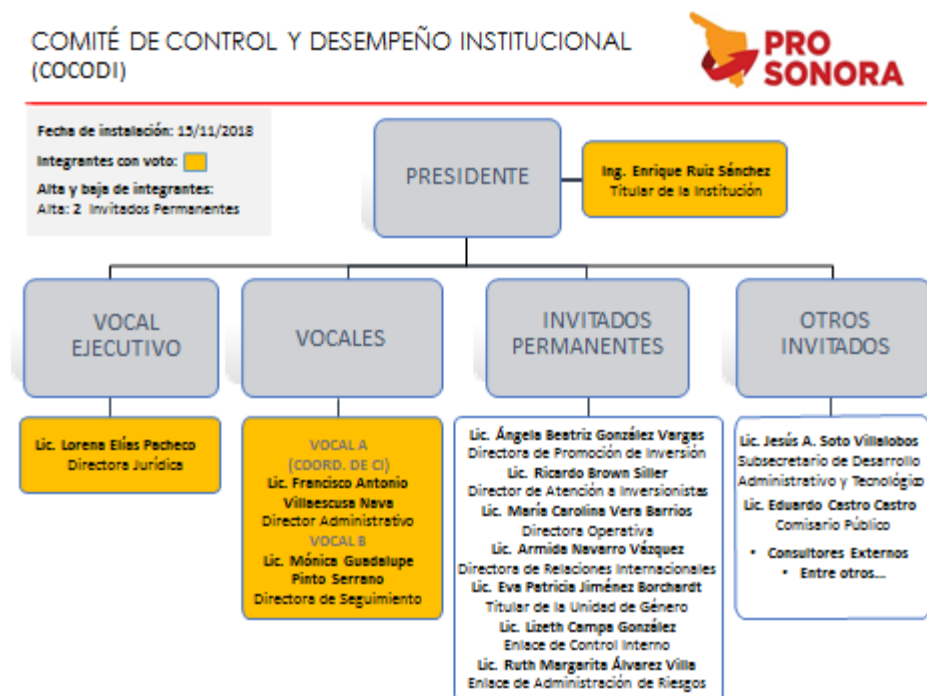 COMITÉ DE CONTROL Y DESEMPEÑO INSTITUCIONAL
(COCODI)
PRO
SONORA
Fecha de instalación: 15/11/2018
Integrantes con voto:
Alta y baja de integrantes:
Alta: 2 Invitados Permanentes
PRESIDENTE
Ing. Enrique Ruiz Sánchez
Titular de la Institución
VOCAL
EJECUTIVO
VOCALES
INVITADOS
PERMANENTES
OTROS
INVITADOS
Lic. Lorena Elías Pacheco
Directora Jurídica
VOCAL A
(COORD. DE CI)
Lic. Francisco Antonio
Villaescusa Nava
Director Administrativo
VOCAL B
Lic. Mónica Guadalupe
Pinto Serrano
Directora de Seguimiento
Lic. Ángela Beatriz González Vargas
Directora de Promoción de Inversión
Lic. Ricardo Brown Siller
Director de Atención a Inversionistas
Lic. María Carolina Vera Barrios
Directora Operativa
Lic. Armida Navarro Vázquez
Directora de Relaciones Internacionales
Lic. Eva Patricia Jiménez Borchardt
Titular de la Unidad de Género
Lic. Lizeth Campa González
Enlace de Control Interno
Lic. Ruth Margarita Álvarez Villa
Enlace de Administración de Riesgos
Lic. Jesús A. Soto Villalobos
Subsecretario de Desarrollo
Administrativo y Tecnológico
Lic. Eduardo Castro Castro
Comisario Público
• Consultores Externos
• Entre otros...